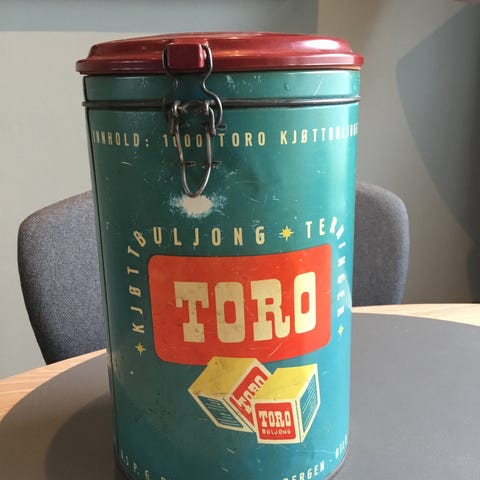 INNHOLD: 1000 TORO KJØTTBULJONG
KJØTTBULJONG ★ TERNINGER
TORO
TORO
TORO
BULJONG
BERGEN